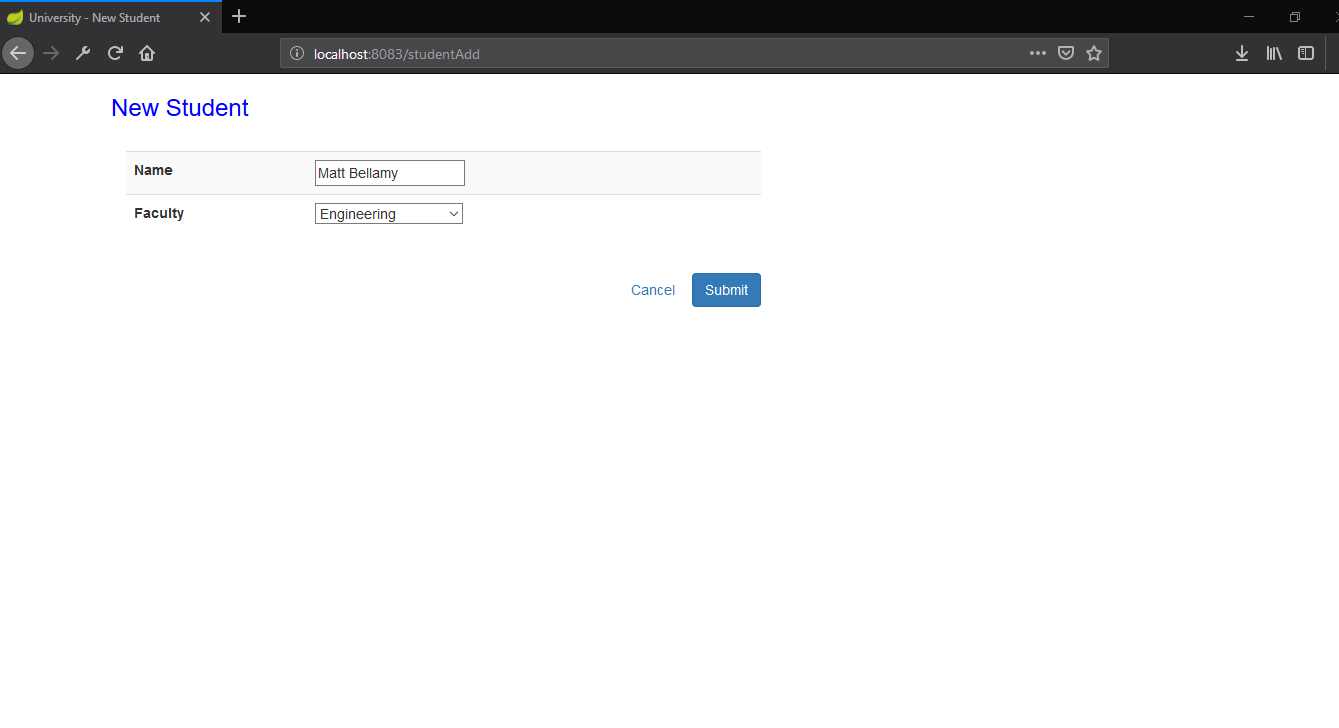 University - New Student
localhost:8083/studentAdd
New Student
Name Matt Bellamy
Faculty Engineering
Cancel Submit